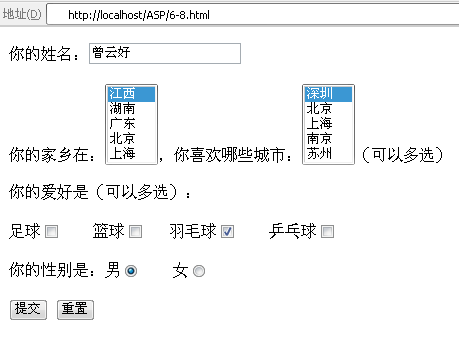 地址(D) http://localhost/ASP/6-8.html
你的姓名：曾云好
江西 深圳
湖南 北京
广东 上海
北京 南京
上海 苏州
你的家乡在： ，你喜欢哪些城市： （可以多选）
你的爱好是（可以多选）：
足球 篮球 羽毛球 乒乓球
你的性别是：男 女
提交 重置